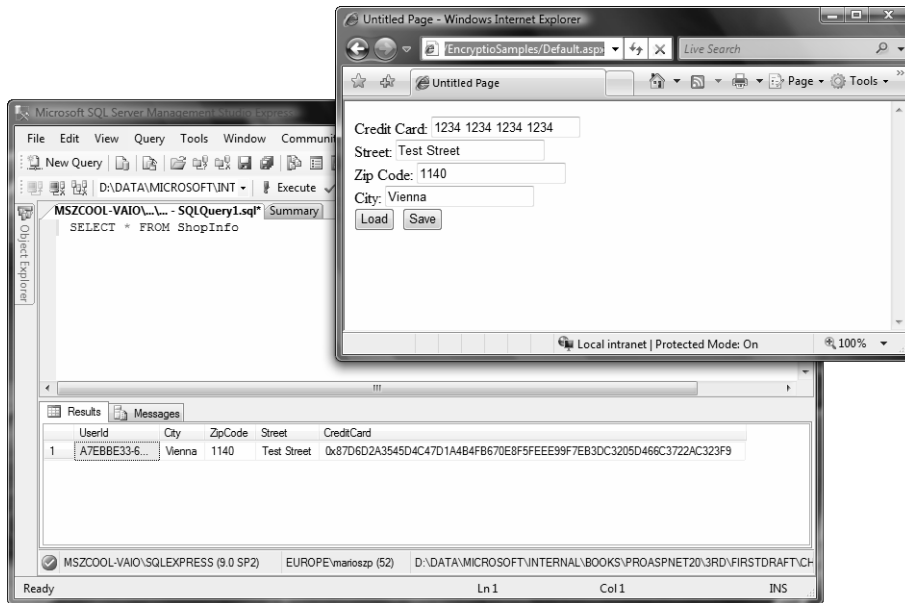 Untitled Page - Windows Internet Explorer
/EncryptioSamples/Default.aspx
Live Search
Untitled Page
Page
Tools
Credit Card: 1234 1234 1234 1234
Street: Test Street
Zip Code: 1140
City: Vienna
Load Save
Local intranet | Protected Mode: On
100%
Microsoft SQL Server Management Studio Express
File Edit View Query Tools Window
New Query
D:\DATA\MICROSOFT\INT
Execute
MSZCOOL-VAIO\...\... - SQLQuery1.sql* Summary
Object Explorer
SELECT * FROM ShopInfo
Results Messages
UserId City ZipCode Street CreditCard
1 A7EBBE33-6... Vienna 1140 Test Street 0x87D6D2A3545D4C47D1A4B4FB670E8F5FEEE99F7EB3DC3205D466C3722AC323F9
MSZCOOL-VAIO\SQLEXPRESS (9.0 SP2) EUROPE\marioszp (52) D:\DATA\MICROSOFT\INTERNAL\BOOKS\PROASPNET20\3RD\FIRSTDRAFT\CH
Ready Ln 1 Col 1 INS